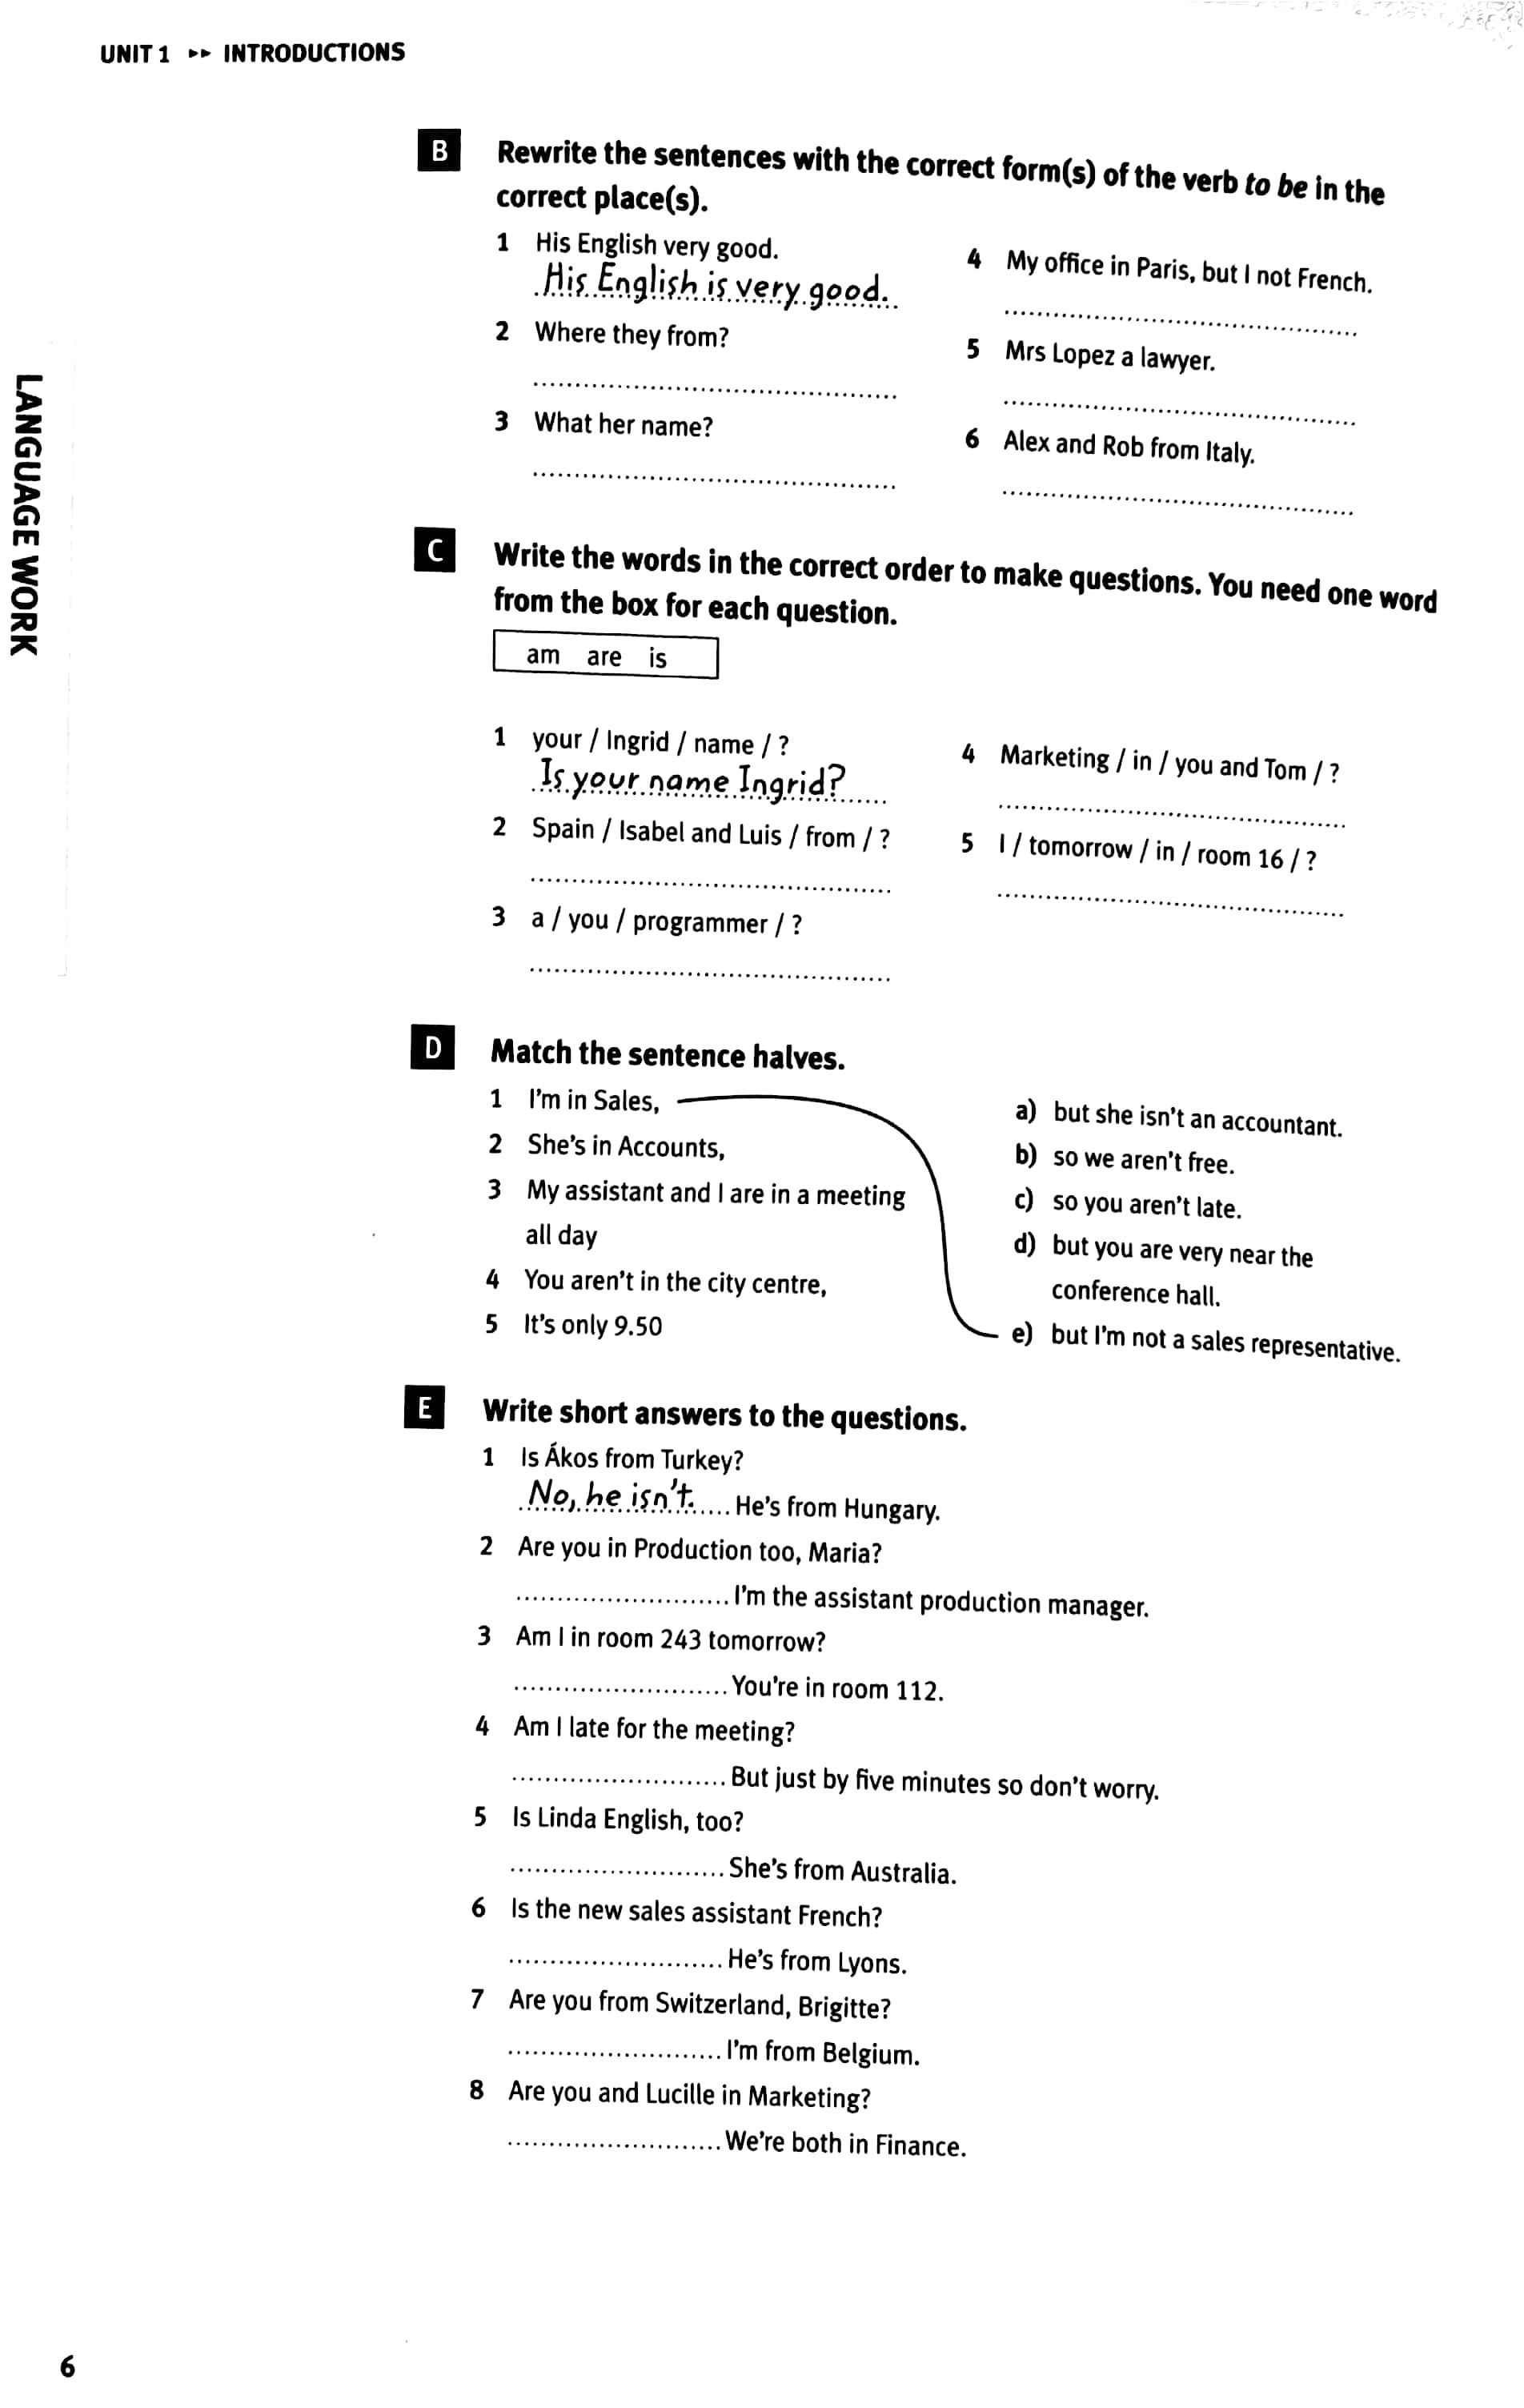 UNIT 1 ▸▸ INTRODUCTIONS
LANGUAGE WORK
B Rewrite the sentences with the correct form(s) of the verb to be in the
correct place(s).
1 His English very good.
His English is very good.
2 Where they from?
3 What her name?
4 My office in Paris, but I not French.
5 Mrs Lopez a lawyer.
6 Alex and Rob from Italy.
C Write the words in the correct order to make questions. You need one word
from the box for each question.
am are is
1 your / Ingrid / name / ?
Is your name Ingrid?
2 Spain / Isabel and Luis / from / ?
3 a / you / programmer / ?
4 Marketing / in / you and Tom / ?
5 I / tomorrow / in / room 16 / ?
D Match the sentence halves.
1 I'm in Sales,
2 She's in Accounts,
3 My assistant and I are in a meeting
all day
4 You aren't in the city centre,
5 It's only 9.50
a) but she isn't an accountant.
b) so we aren't free.
c) so you aren't late.
d) but you are very near the
conference hall.
e) but I'm not a sales representative.
E Write short answers to the questions.
1 Is Ákos from Turkey?
No, he isn't. He's from Hungary.
2 Are you in Production too, Maria?
.......................... I'm the assistant production manager.
3 Am I in room 243 tomorrow?
.......................... You're in room 112.
4 Am I late for the meeting?
.......................... But just by five minutes so don't worry.
5 Is Linda English, too?
.......................... She's from Australia.
6 Is the new sales assistant French?
.......................... He's from Lyons.
7 Are you from Switzerland, Brigitte?
.......................... I'm from Belgium.
8 Are you and Lucille in Marketing?
.......................... We're both in Finance.
6